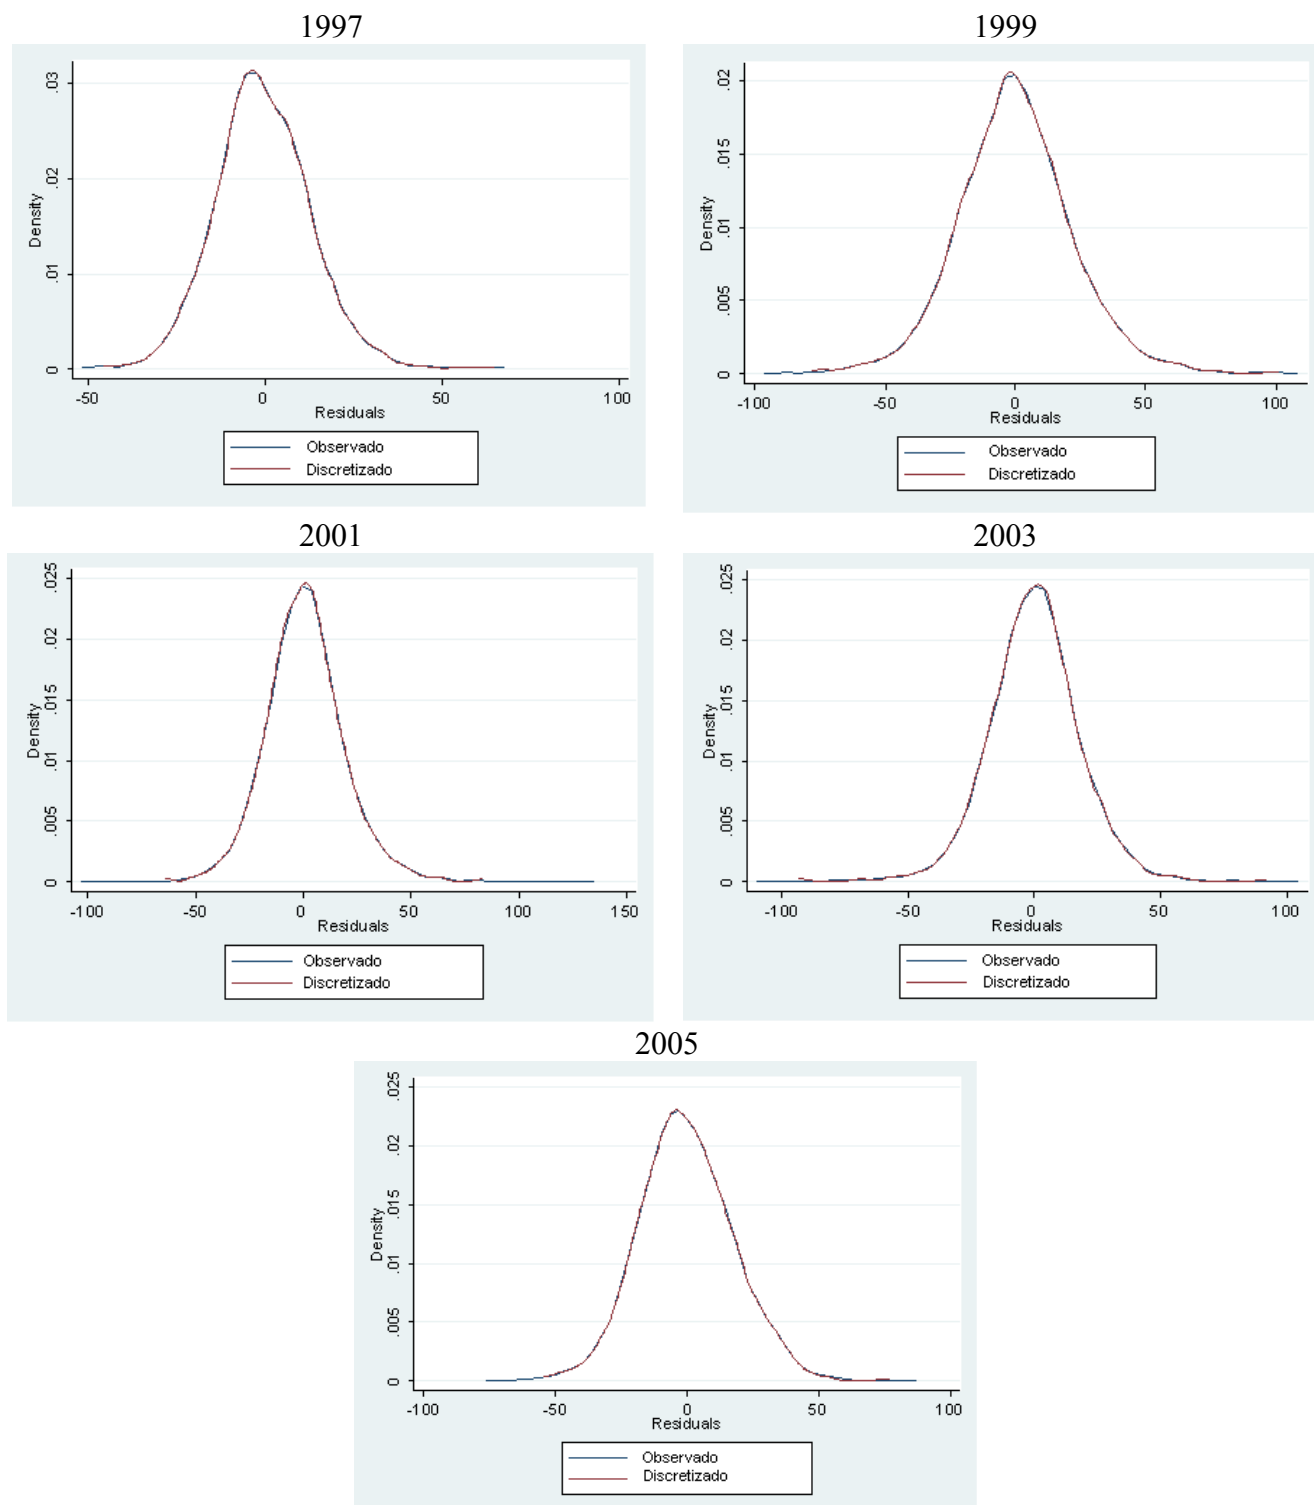 1997
1999
Density
0
.01
.02
.03
-50
0
50
100
Residuals
Observado
Discretizado
Density
0
.005
.01
.015
.02
-100
-50
0
50
100
Residuals
Observado
Discretizado
2001
2003
Density
0
.005
.01
.015
.02
.025
-100
-50
0
50
100
150
Residuals
Observado
Discretizado
Density
0
.005
.01
.015
.02
.025
-100
-50
0
50
100
Residuals
Observado
Discretizado
2005
Density
0
.005
.01
.015
.02
.025
-100
-50
0
50
100
Residuals
Observado
Discretizado